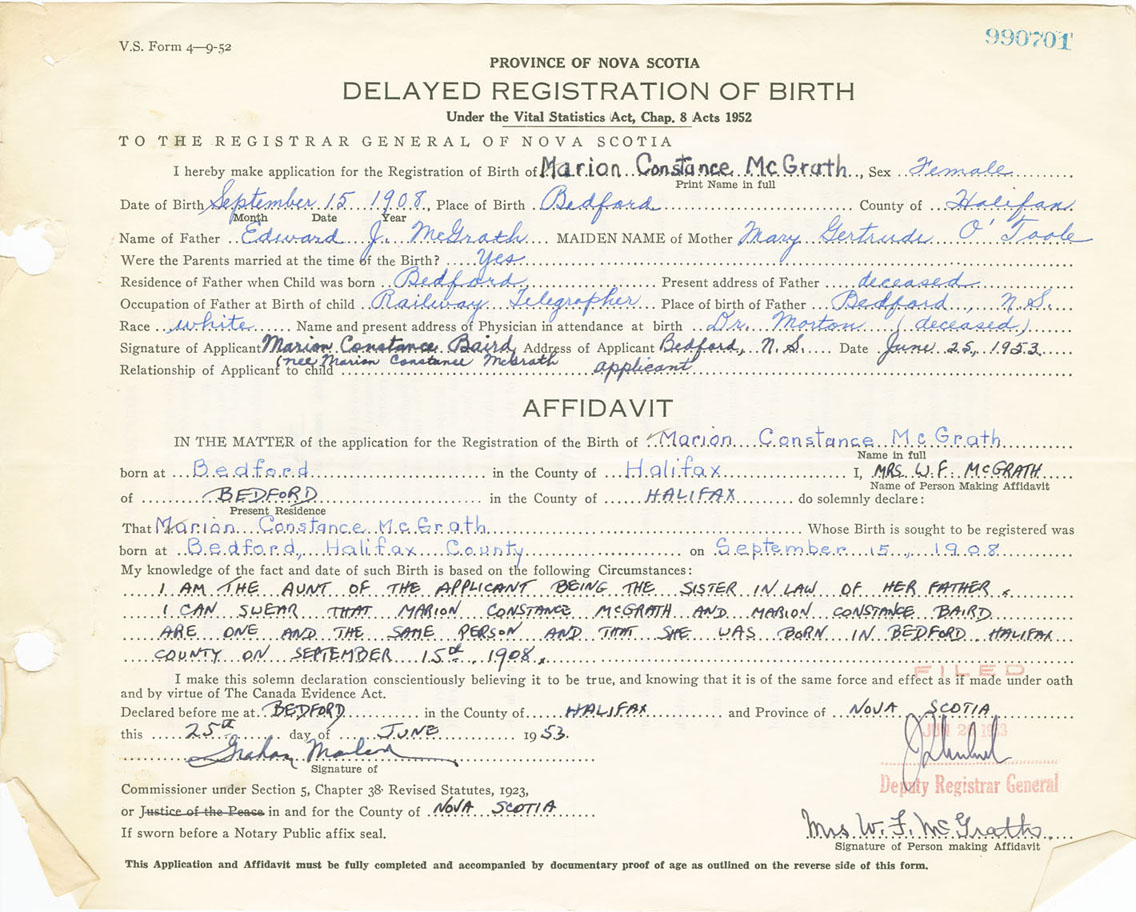 V.S. Form 4—9-52
990701
PROVINCE OF NOVA SCOTIA
DELAYED REGISTRATION OF BIRTH
Under the Vital Statistics Act, Chap. 8 Acts 1952
TO THE REGISTRAR GENERAL OF NOVA SCOTIA
I hereby make application for the Registration of Birth of Marion Constance McGrath, Sex Female
Print Name in full
Date of Birth September 15 1908, Place of Birth Bedford County of Halifax
Month Date Year
Name of Father Edward J. McGrath MAIDEN NAME of Mother Mary Gertrude O'Toole
Were the Parents married at the time of the Birth? Yes
Residence of Father when Child was born Bedford Present address of Father deceased
Occupation of Father at Birth of child Railway Telegrapher Place of birth of Father Bedford, N.S.
Race white Name and present address of Physician in attendance at birth Dr. Morton (deceased)
Signature of Applicant Marion Constance Baird Address of Applicant Bedford, N.S. Date June 25, 1953
(nee Marion Constance McGrath
Relationship of Applicant to child applicant
AFFIDAVIT
IN THE MATTER of the application for the Registration of the Birth of Marion Constance McGrath
Name in full
born at Bedford in the County of Halifax I, MRS. W.F. McGRATH
Name of Person Making Affidavit
of BEDFORD in the County of HALIFAX do solemnly declare:
Present Residence
That Marion Constance McGrath Whose Birth is sought to be registered was
born at Bedford, Halifax County on September 15, 1908
My knowledge of the fact and date of such Birth is based on the following Circumstances:
I AM THE AUNT OF THE APPLICANT BEING THE SISTER IN LAW OF HER FATHER.
I CAN SWEAR THAT MARION CONSTANCE McGRATH AND MARION CONSTANCE BAIRD
ARE ONE AND THE SAME PERSON AND THAT SHE WAS BORN IN BEDFORD HALIFAX
COUNTY ON SEPTEMBER 15th, 1908.
I make this solemn declaration conscientiously believing it to be true, and knowing that it is of the same force and effect as if made under oath
FILED
and by virtue of The Canada Evidence Act.
Declared before me at BEDFORD in the County of HALIFAX and Province of NOVA SCOTIA
this 25th day of JUNE 1953.
Graham
Signature of
Deputy Registrar General
Commissioner under Section 5, Chapter 38 Revised Statutes, 1923,
or Justice of the Peace in and for the County of NOVA SCOTIA
If sworn before a Notary Public affix seal.
Mrs W. F. McGrath
Signature of Person making Affidavit
This Application and Affidavit must be fully completed and accompanied by documentary proof of age as outlined on the reverse side of this form.